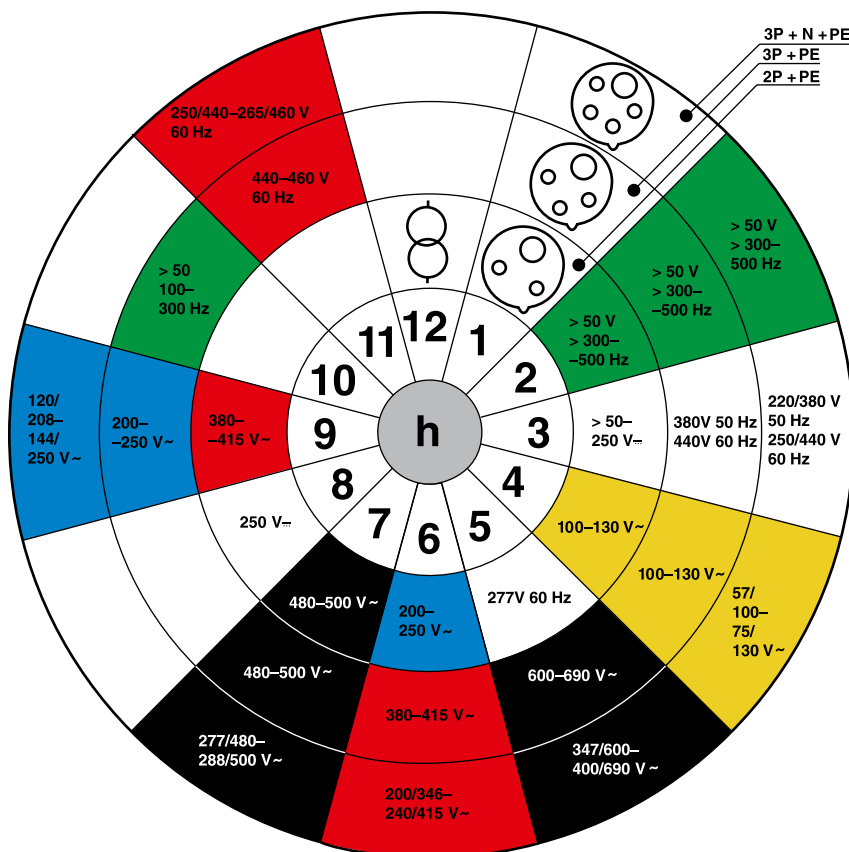 3P + N + PE
3P + PE
2P + PE
250/440–265/460 V
60 Hz
440–460 V
60 Hz
> 50
100–
300 Hz
> 50 V
> 300–
500 Hz
> 50 V
> 300–
–500 Hz
> 50 V
> 300–
–500 Hz
12
11
1
10
2
9
h
3
8
4
7
6
5
120/
208–
144/
250 V~
200–
–250 V~
380–
–415 V~
> 50–
250 V⎓
380V 50 Hz
440V 60 Hz
220/380 V
50 Hz
250/440 V
60 Hz
250 V⎓
100–130 V~
100–130 V~
57/
100–
75/
130 V~
480–500 V~
200–
250 V~
277V 60 Hz
480–500 V~
600–690 V~
380–415 V~
277/480–
288/500 V~
347/600–
400/690 V~
200/346–
240/415 V~